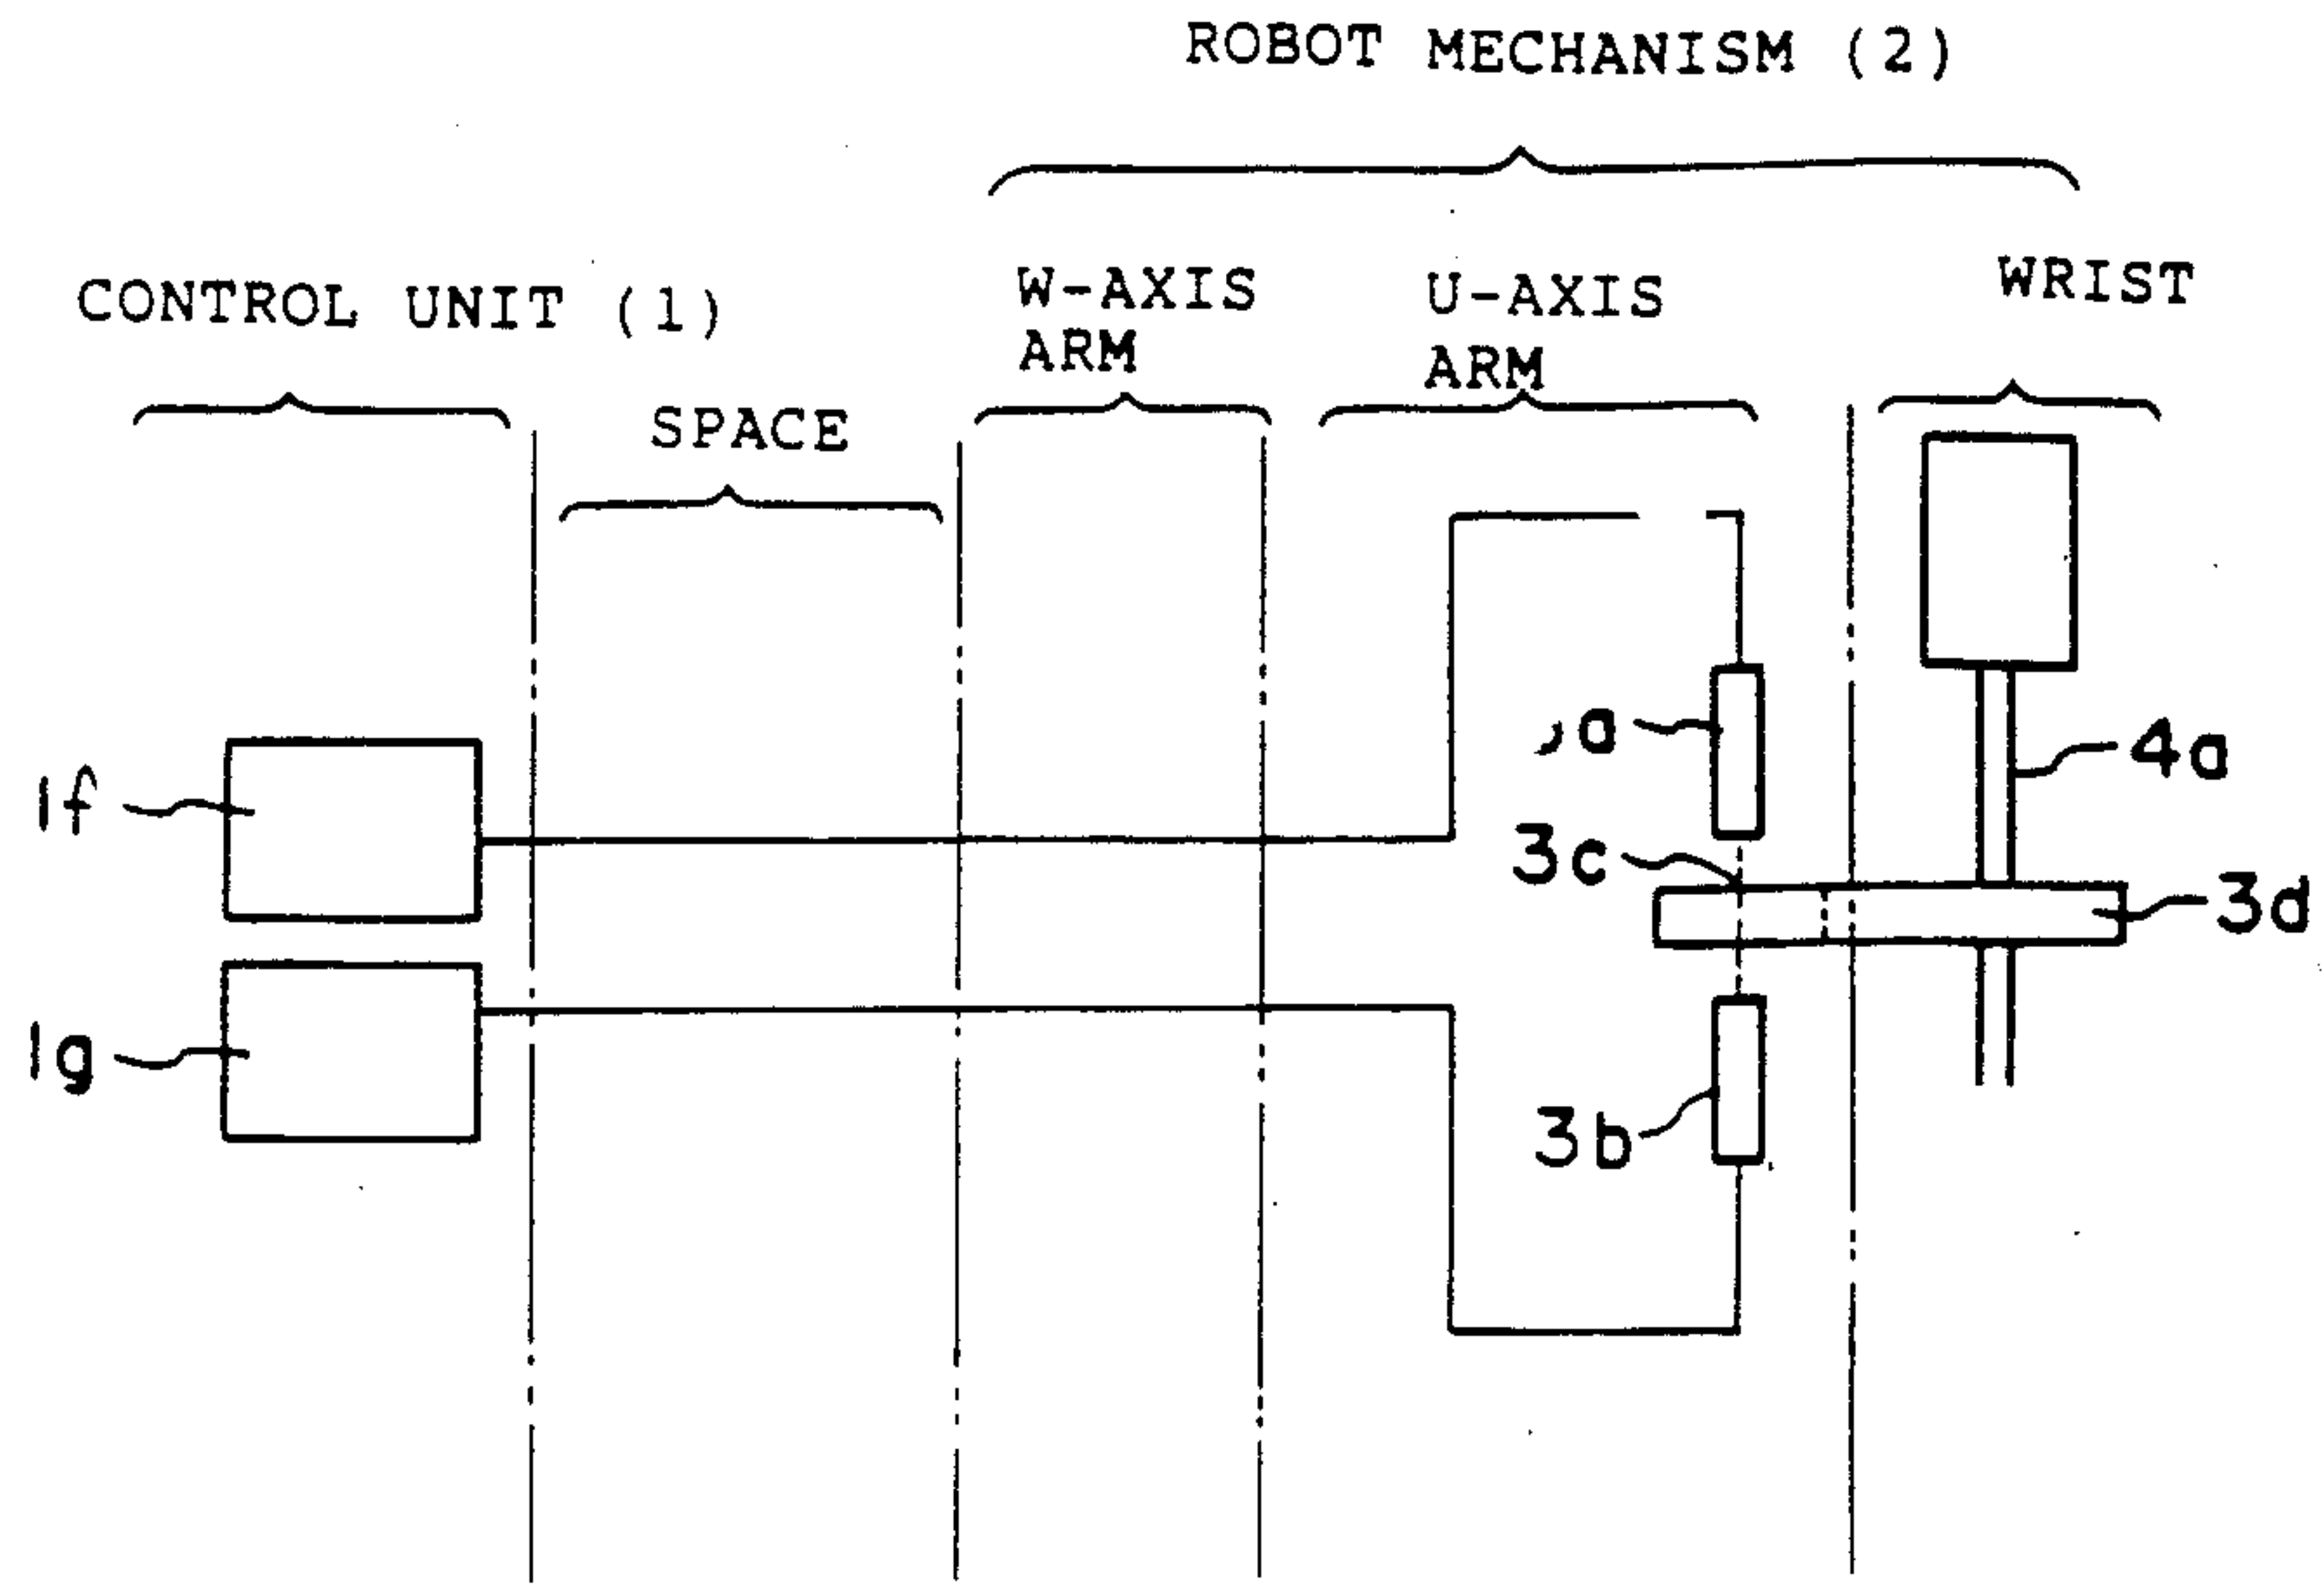 ROBOT MECHANISM (2)
CONTROL UNIT (1)
W-AXIS
ARM
U-AXIS
ARM
WRIST
SPACE
1f
4a
3c
3d
1g
3b